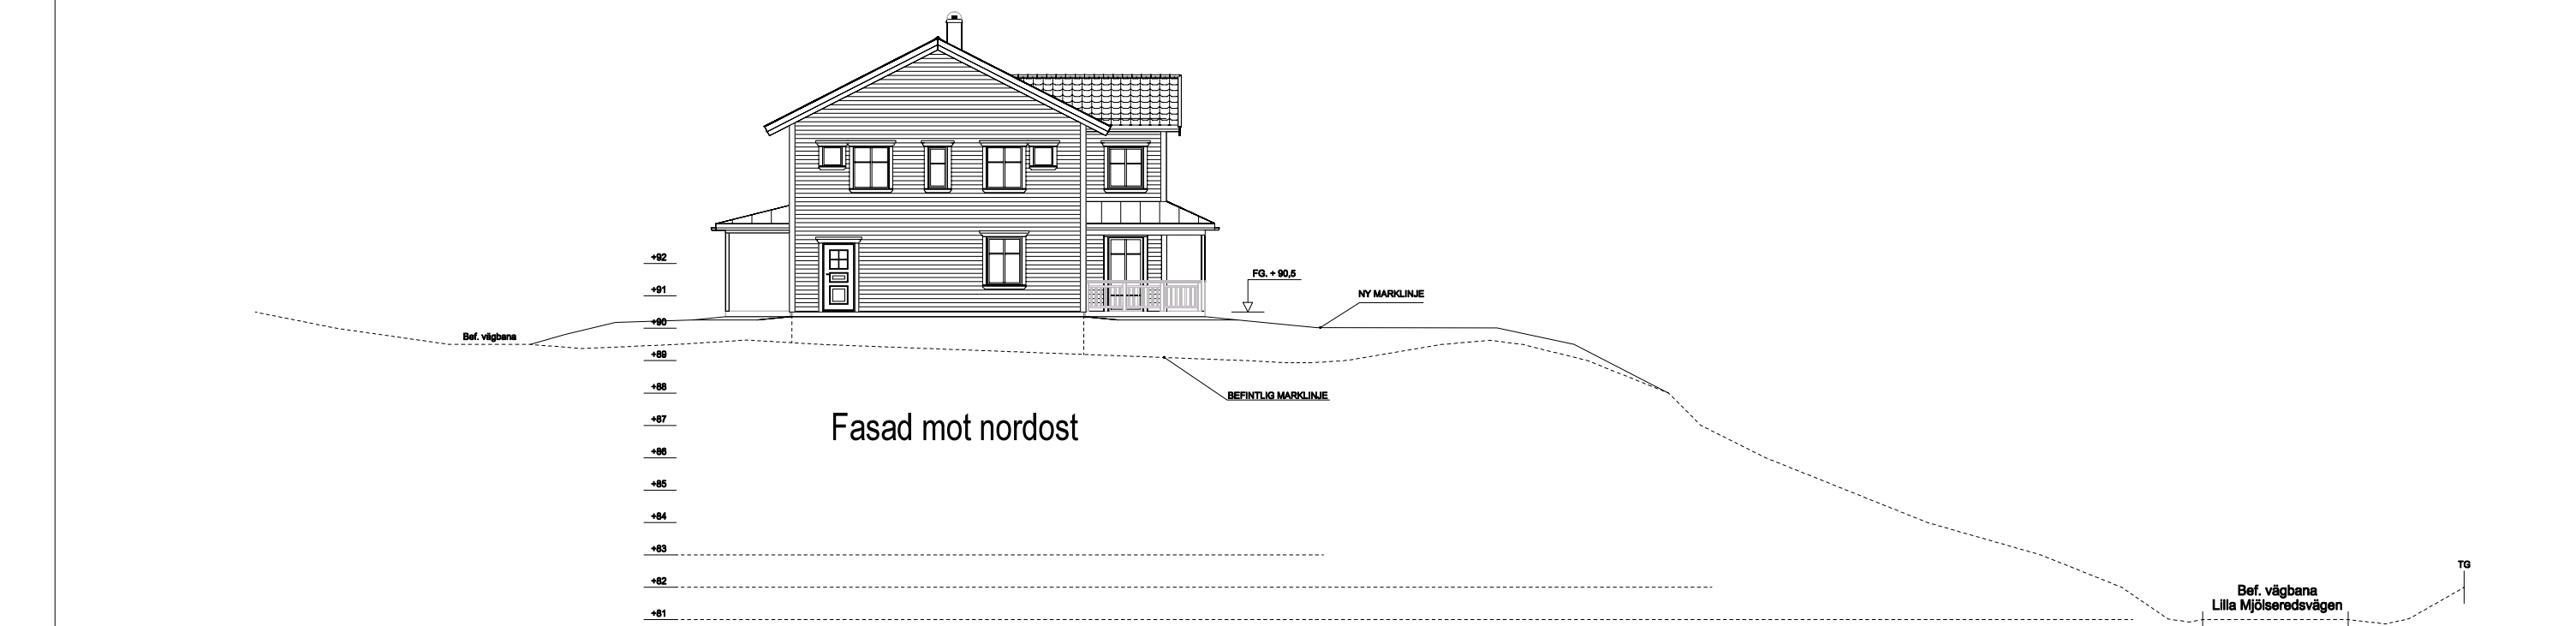 +92
FG. + 90,5
+91
NY MARKLINJE
+90
Bef. vägbana
+89
+88
BEFINTLIG MARKLINJE
+87
Fasad mot nordost
+86
+85
+84
+83
TG
+82
Bef. vägbana
Lilla Mjölseredsvägen
+81